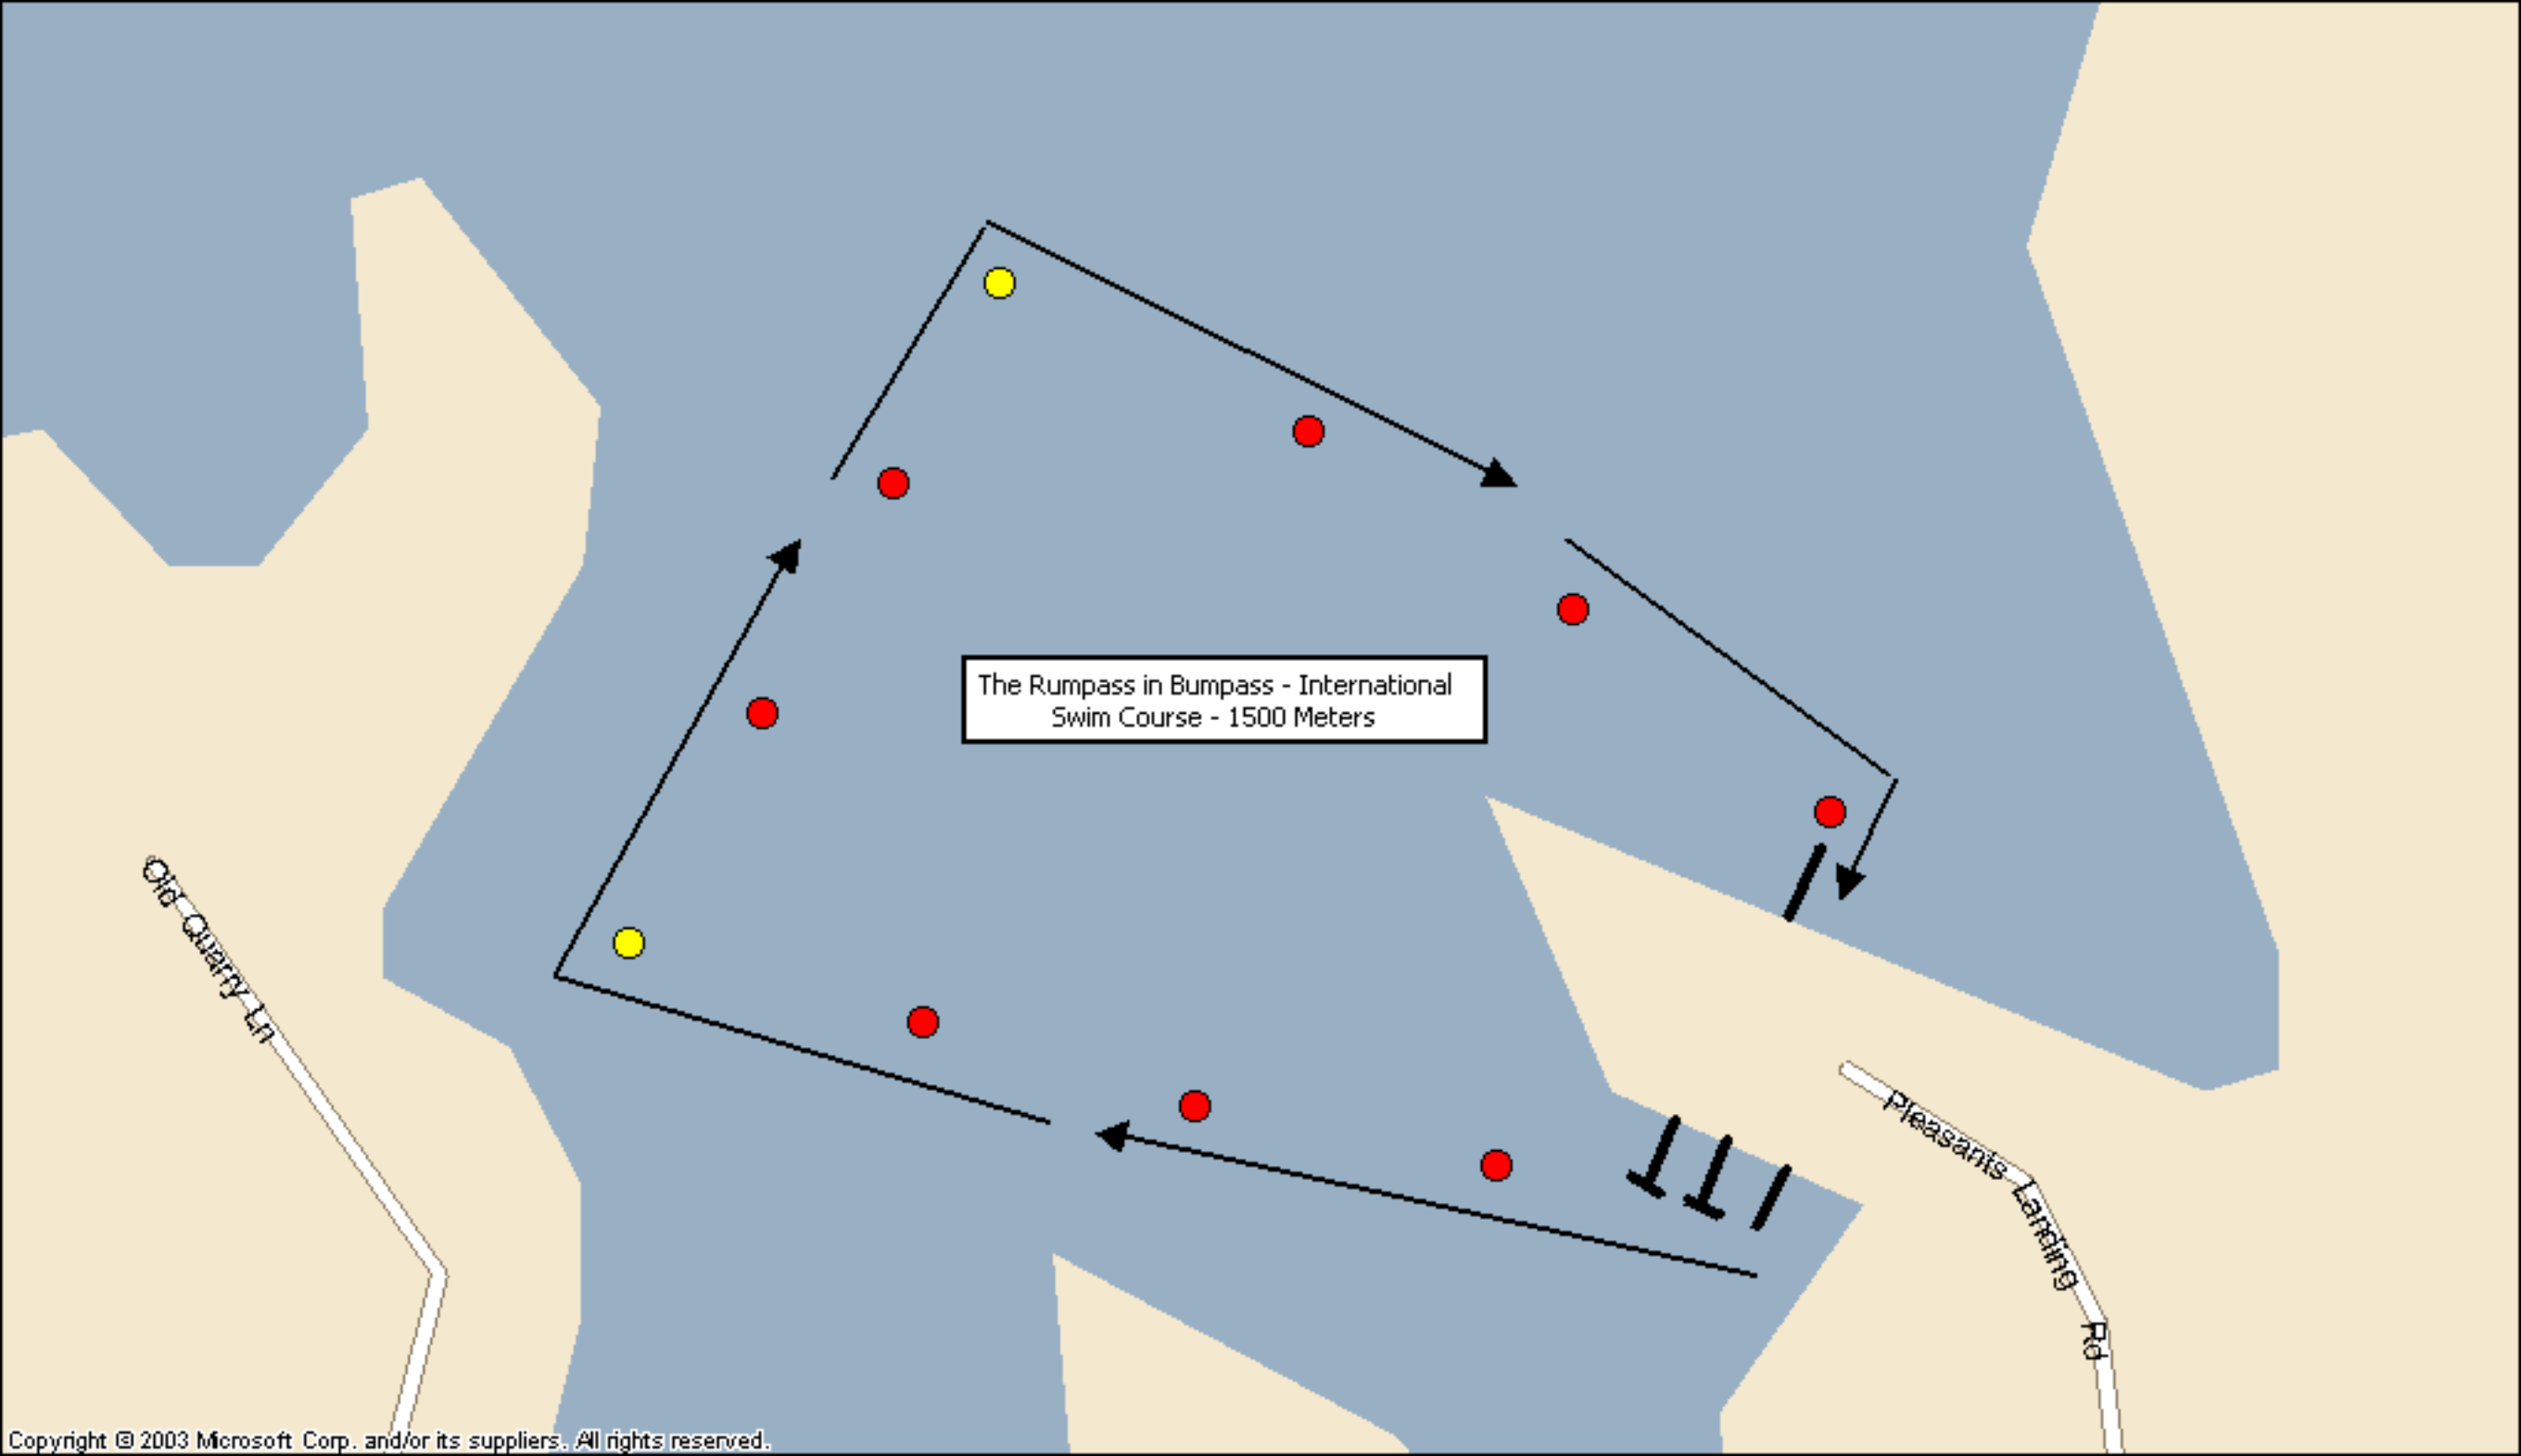 The Rumpass in Bumpass - International
Swim Course - 1500 Meters
Old Quarry Ln
Pleasants Landing Rd
Copyright © 2003 Microsoft Corp. and/or its suppliers. All rights reserved.